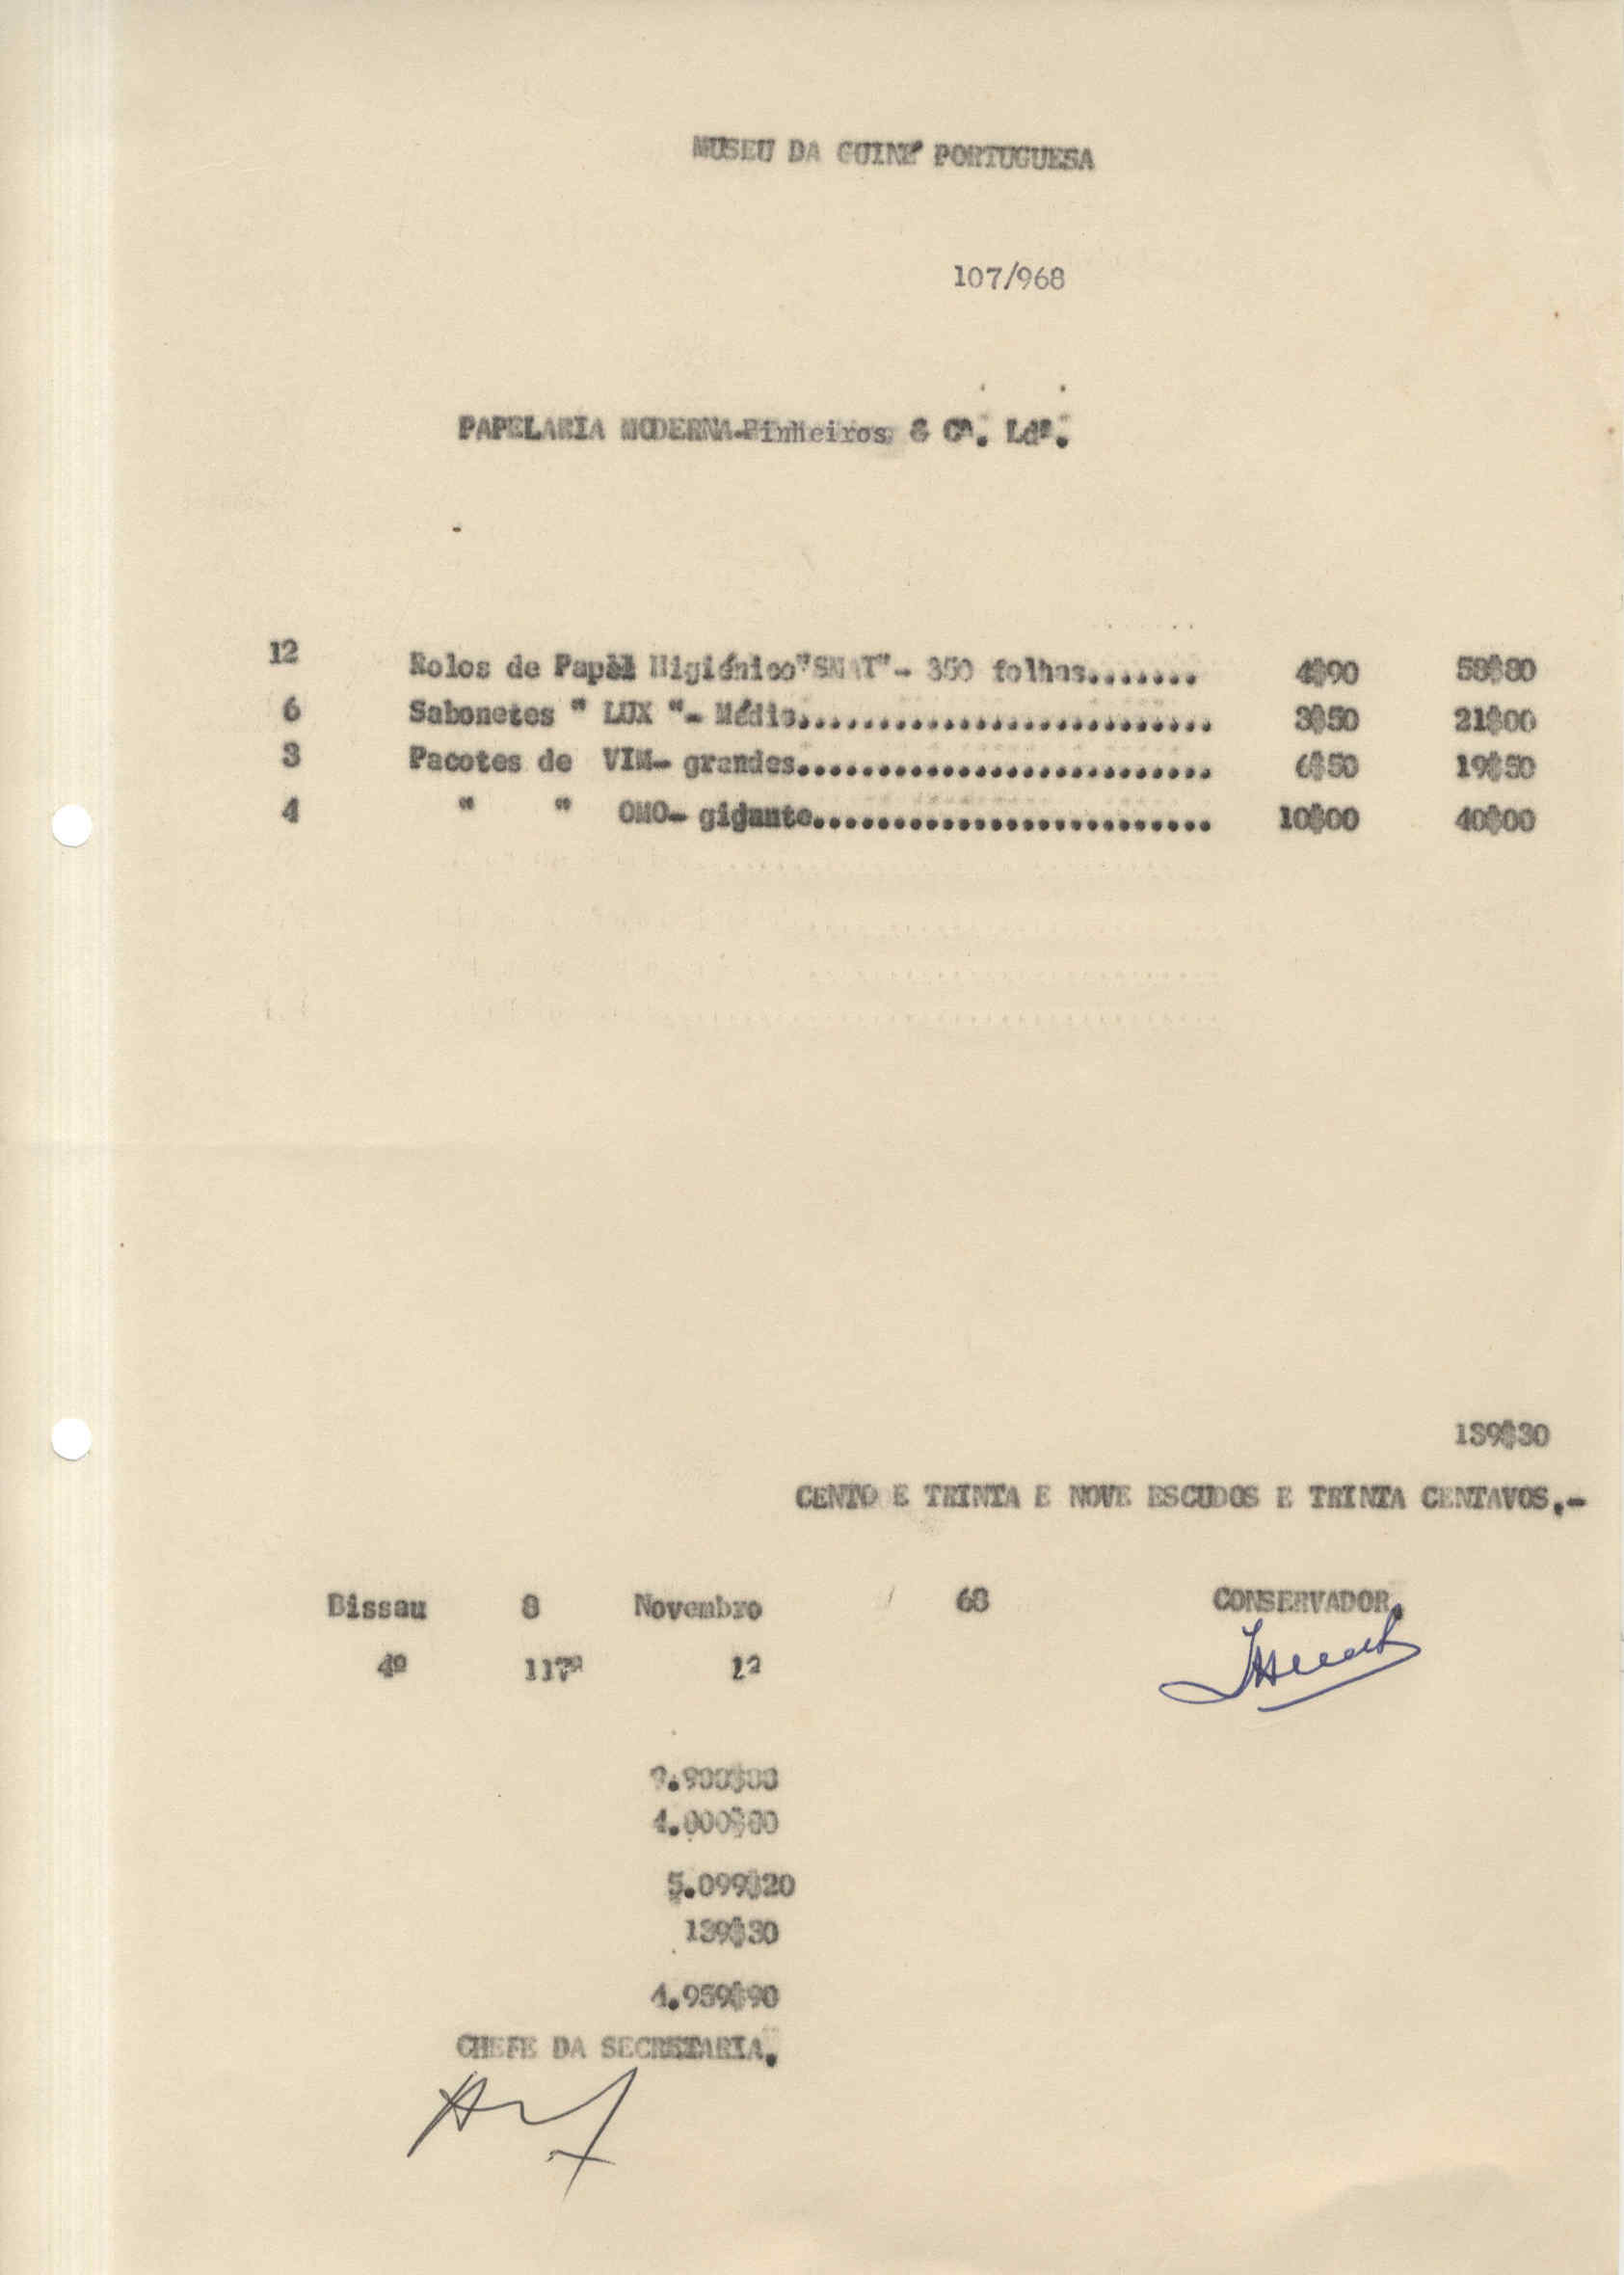 MUSEU DA GUINÉ PORTUGUESA
107/968
PAPELARIA MODERNA-Pinheiros & Cª. Ldª.
12 Rolos de Papel Higiénico"SNAT"- 350 folhas....... 4$90 58$80
6 Sabonetes " LUX "- Médio.......................... 3$50 21$00
3 Pacotes de VIM- grandes.......................... 6$50 19$50
4 " " OMO- gigante......................... 10$00 40$00
139$30
CENTO E TRINTA E NOVE ESCUDOS E TRINTA CENTAVOS.-
Bissau 8 Novembro 68 CONSERVADOR.
4º 117º 12
9.900$00
4.000$80
5.099$20
139$30
4.959$90
CHEFE DA SECRETARIA.